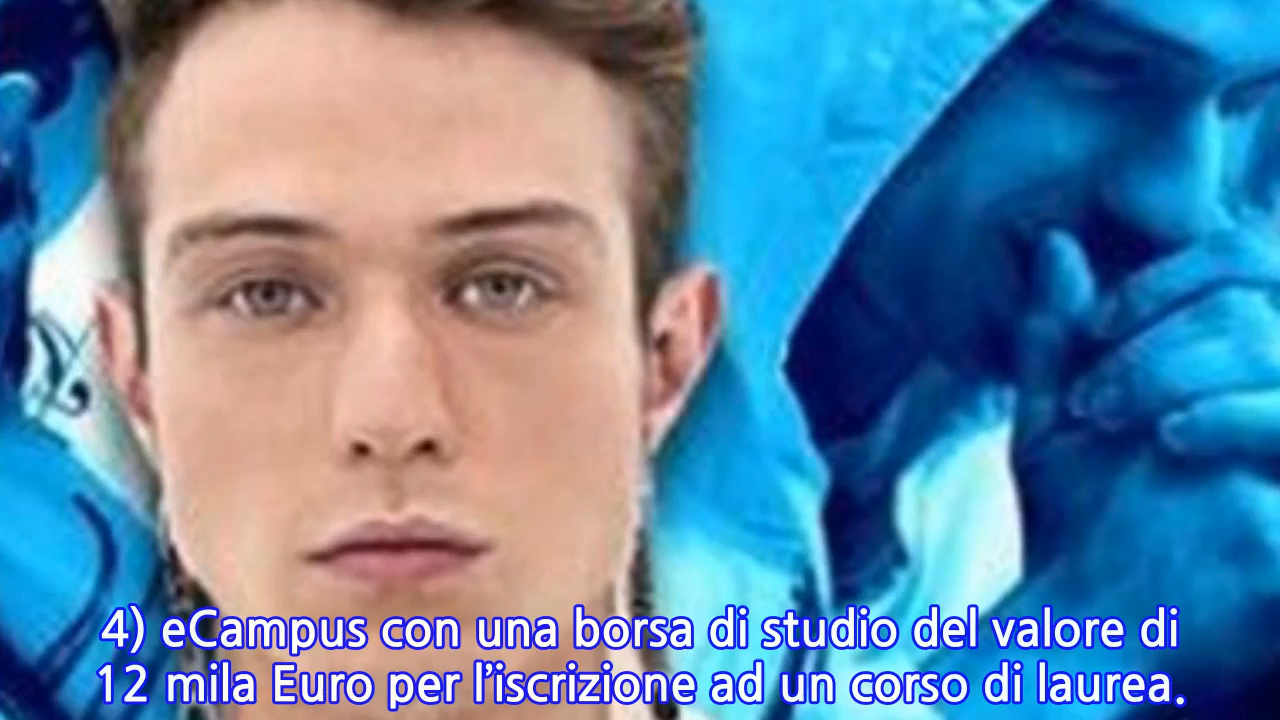 4) eCampus con una borsa di studio del valore di
12 mila Euro per l’iscrizione ad un corso di laurea.